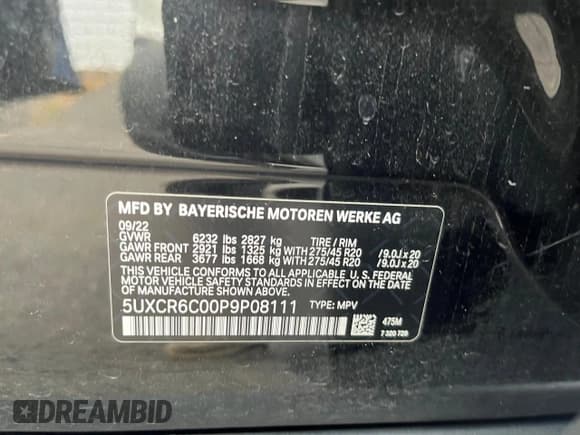 MFD BY BAYERISCHE MOTOREN WERKE AG
09/22
GVWR 6232 lbs 2827 kg TIRE / RIM
GAWR FRONT 2921 lbs 1325 kg WITH 275/45 R20 /9.0J x 20
GAWR REAR 3677 lbs 1668 kg WITH 275/45 R20 /9.0J x 20
THIS VEHICLE CONFORMS TO ALL APPLICABLE U. S. FEDERAL
MOTOR VEHICLE SAFETY STANDARDS IN EFFECT ON THE
DATE OF MANUFACTURE SHOWN ABOVE.
5UXCR6C00P9P08111 TYPE: MPV
475M
7 320 725
DREAMBID